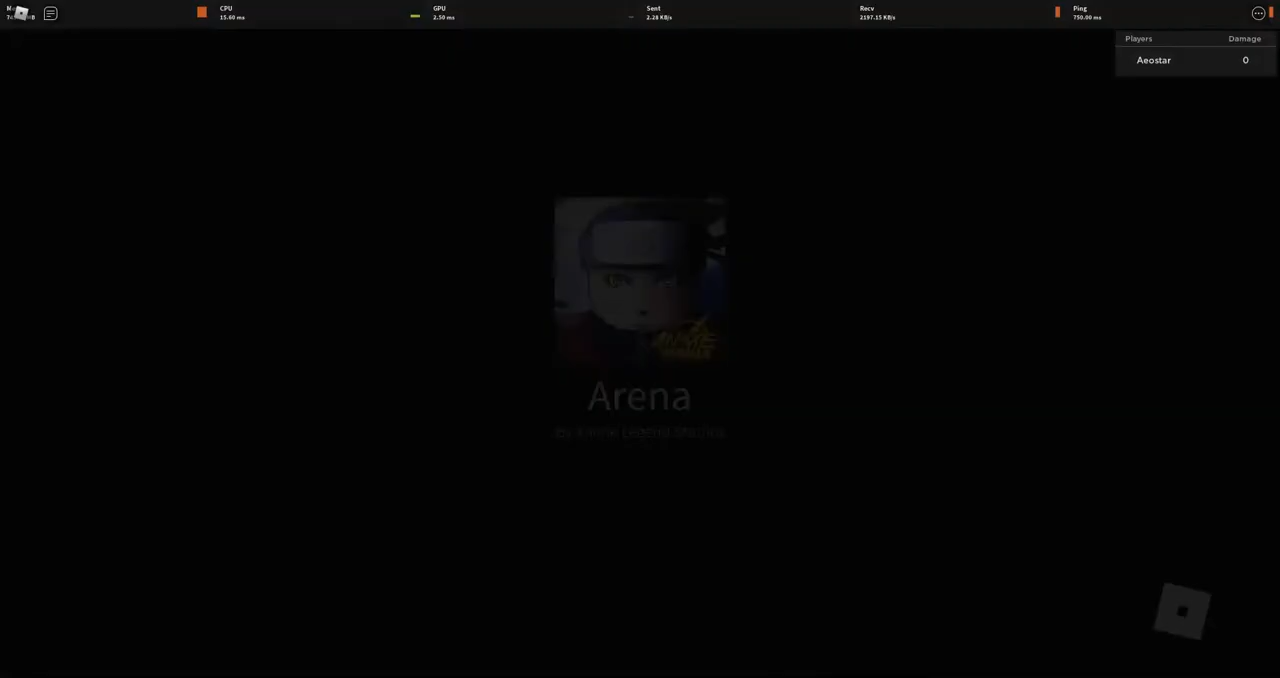 CPU
15.60 ms
GPU
2.50 ms
Sent
2.28 KB/s
Recv
2197.15 KB/s
Ping
750.00 ms
Players Damage
Aeostar 0
Arena